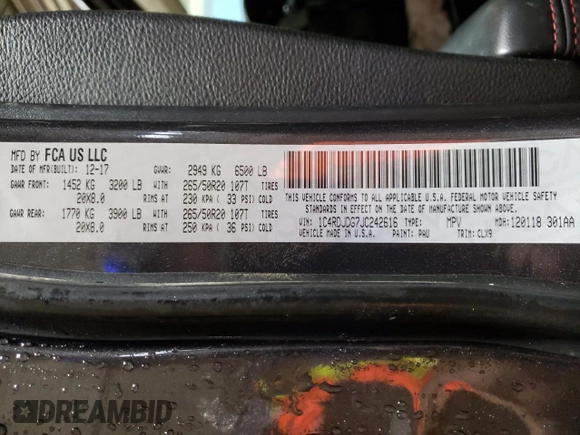 MFD BY FCA US LLC
DATE OF MFR(BUILT): 12-17 GVWR: 2949 KG 6500 LB
GAWR FRONT: 1452 KG 3200 LB WITH 265/50R20 107T TIRES
20X8.0 RIMS AT 230 KPA ( 33 PSI) COLD
GAWR REAR: 1770 KG 3900 LB WITH 265/50R20 107T TIRES
20X8.0 RIMS AT 250 KPA ( 36 PSI) COLD
THIS VEHICLE CONFORMS TO ALL APPLICABLE U.S.A. FEDERAL MOTOR VEHICLE SAFETY
STANDARDS IN EFFECT ON THE DATE OF MANUFACTURE SHOWN ABOVE.
VIN: 1C4RDJDG7JC242616 TYPE: MPV MDH:120118 301AA
VEHICLE MADE IN U.S.A. PAINT: PAU TRIM: CLX9
DREAMBID